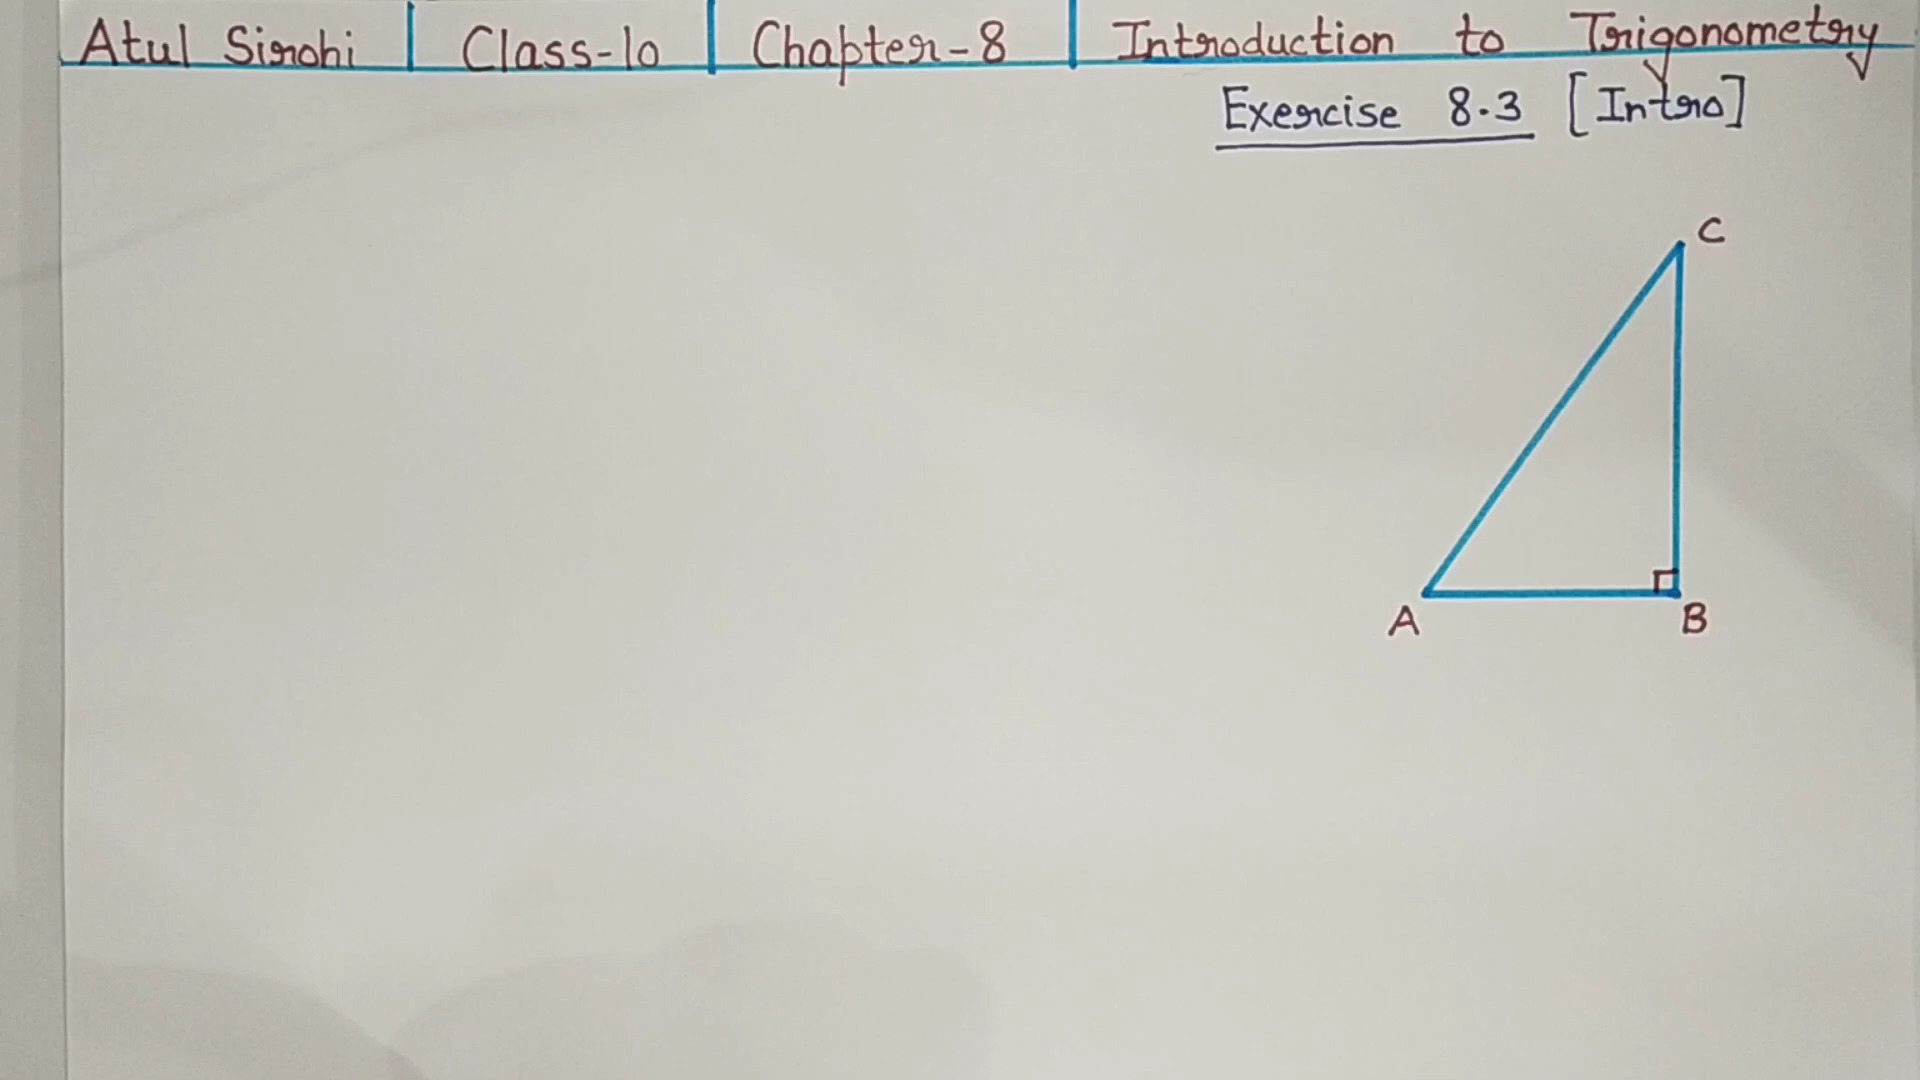 Atul Sirohi | Class-10 | Chapter-8 | Introduction to Trigonometry
Exercise 8.3 [Intro]
C
A
B